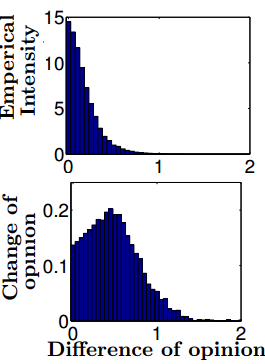 Emperical
Intensity
15
10
5
0
0
1
2
Change of
opnion
0.2
0.1
0
0
1
2
Difference of opinion